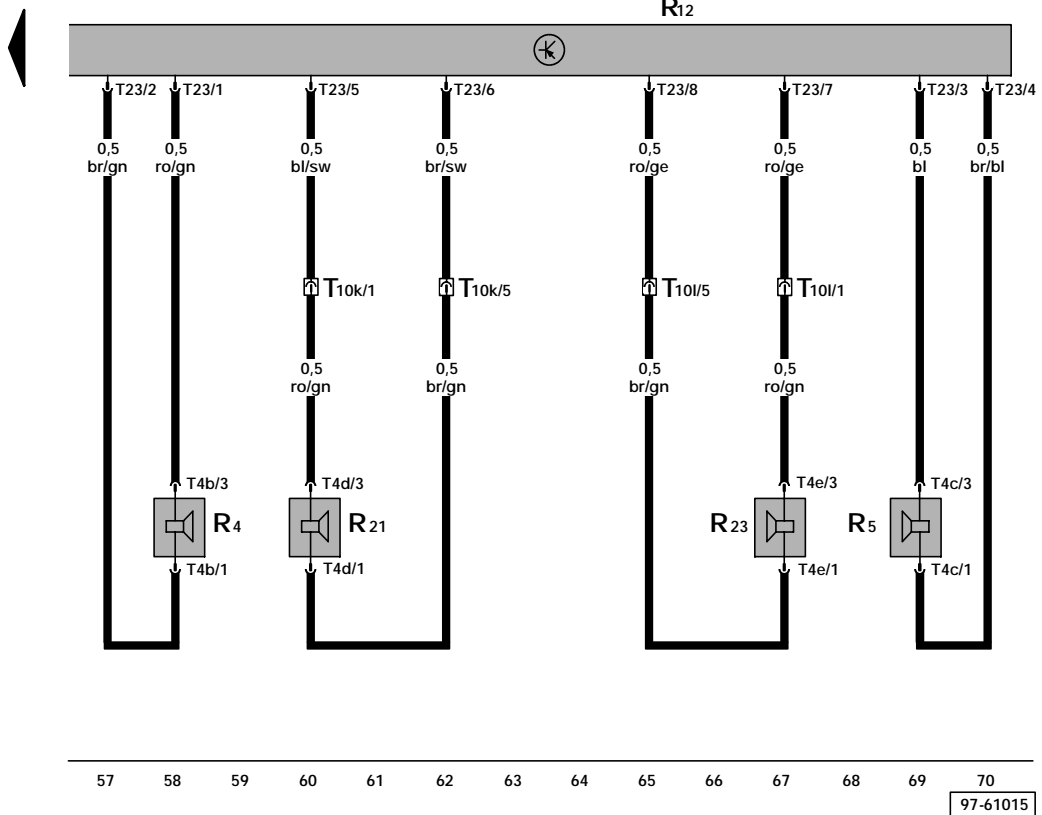 R12
T23/2 T23/1 T23/5 T23/6 T23/8 T23/7 T23/3 T23/4
0,5 0,5 0,5 0,5 0,5 0,5 0,5 0,5
br/gn ro/gn bl/sw br/sw ro/ge ro/ge bl br/bl
T10k/1 T10k/5 T10l/5 T10l/1
0,5 0,5 0,5 0,5
ro/gn br/gn br/gn ro/gn
T4b/3 T4d/3 T4e/3 T4c/3
R4 R21 R23 R5
T4b/1 T4d/1 T4e/1 T4c/1
57 58 59 60 61 62 63 64 65 66 67 68 69 70
97-61015